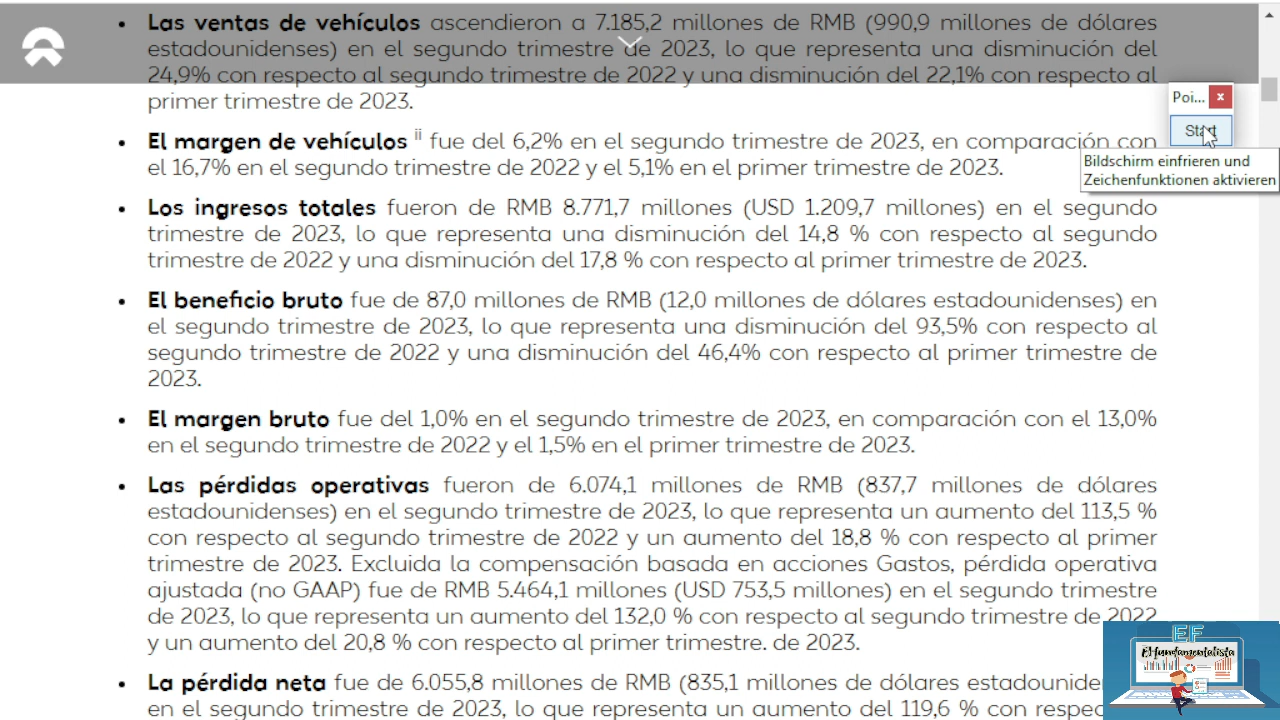 • Las ventas de vehículos ascendieron a 7.185,2 millones de RMB (990,9 millones de dólares
estadounidenses) en el segundo trimestre de 2023, lo que representa una disminución del
24,9% con respecto al segundo trimestre de 2022 y una disminución del 22,1% con respecto al
primer trimestre de 2023.
• El margen de vehículos ii fue del 6,2% en el segundo trimestre de 2023, en comparación con
el 16,7% en el segundo trimestre de 2022 y el 5,1% en el primer trimestre de 2023.
• Los ingresos totales fueron de RMB 8.771,7 millones (USD 1.209,7 millones) en el segundo
trimestre de 2023, lo que representa una disminución del 14,8 % con respecto al segundo
trimestre de 2022 y una disminución del 17,8 % con respecto al primer trimestre de 2023.
• El beneficio bruto fue de 87,0 millones de RMB (12,0 millones de dólares estadounidenses) en
el segundo trimestre de 2023, lo que representa una disminución del 93,5% con respecto al
segundo trimestre de 2022 y una disminución del 46,4% con respecto al primer trimestre de
2023.
• El margen bruto fue del 1,0% en el segundo trimestre de 2023, en comparación con el 13,0%
en el segundo trimestre de 2022 y el 1,5% en el primer trimestre de 2023.
• Las pérdidas operativas fueron de 6.074,1 millones de RMB (837,7 millones de dólares
estadounidenses) en el segundo trimestre de 2023, lo que representa un aumento del 113,5 %
con respecto al segundo trimestre de 2022 y un aumento del 18,8 % con respecto al primer
trimestre de 2023. Excluida la compensación basada en acciones Gastos, pérdida operativa
ajustada (no GAAP) fue de RMB 5.464,1 millones (USD 753,5 millones) en el segundo trimestre
de 2023, lo que representa un aumento del 132,0 % con respecto al segundo trimestre de 2022
y un aumento del 20,8 % con respecto al primer trimestre. de 2023.
• La pérdida neta fue de 6.055,8 millones de RMB (835,1 millones de dólares estadounide
en el segundo trimestre de 2023, lo que representa un aumento del 119,6 % con respec
Poi... x
Start
Bildschirm einfrieren und
Zeichenfunktionen aktivieren
EF
El fundamentalista